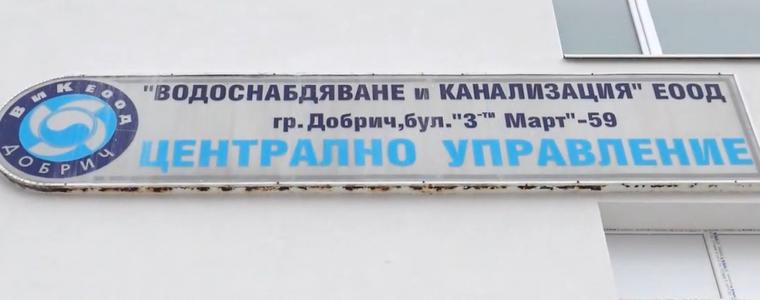 ВиК ЕООД
ДОБРИЧ
"ВОДОСНАБДЯВАНЕ и КАНАЛИЗАЦИЯ" ЕООД
гр.Добрич,бул."3-ти Март"-59
ЦЕНТРАЛНО УПРАВЛЕНИЕ